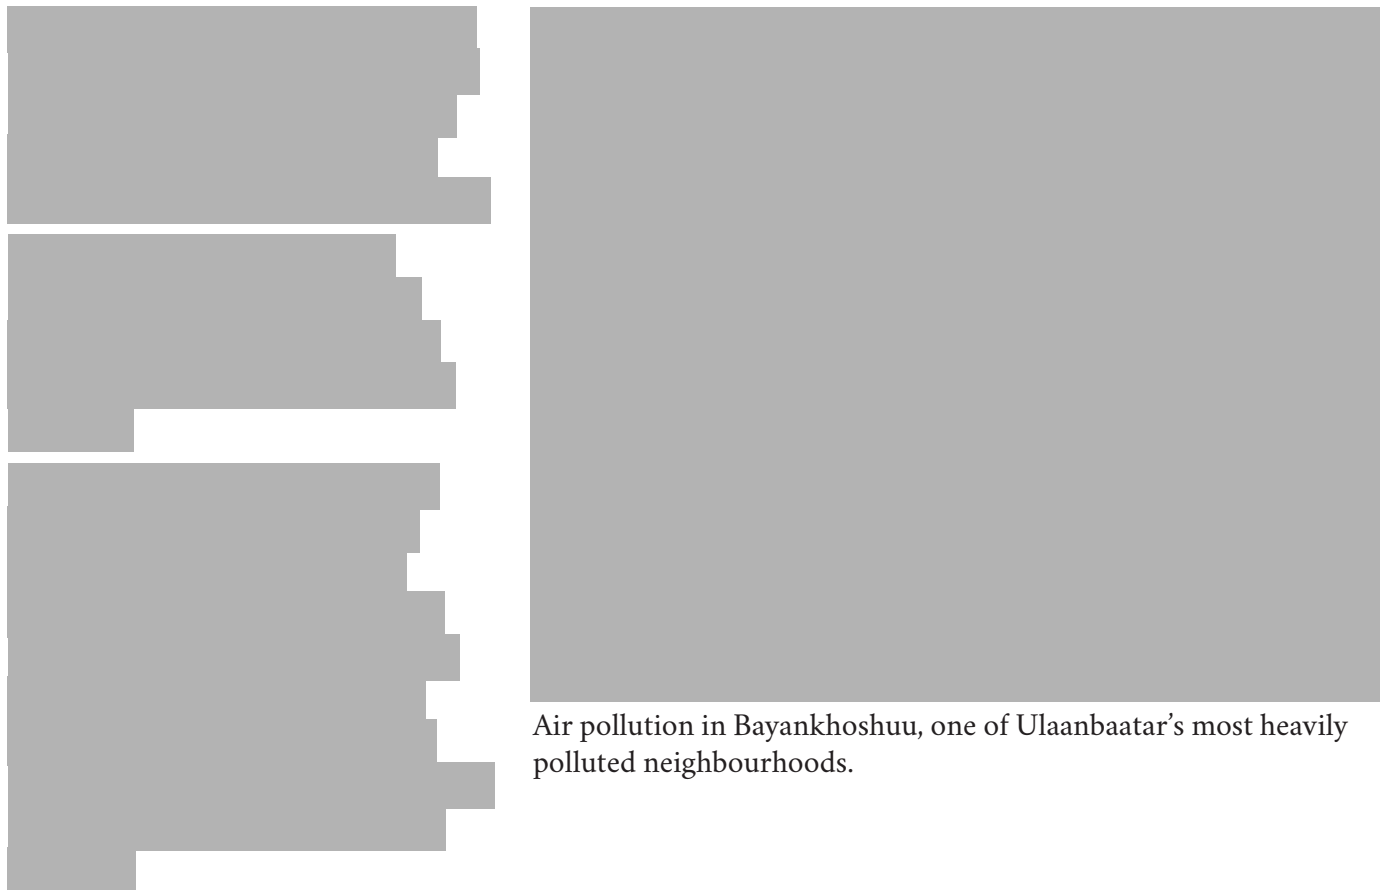 Air pollution in Bayankhoshuu, one of Ulaanbaatar’s most heavily
polluted neighbourhoods.